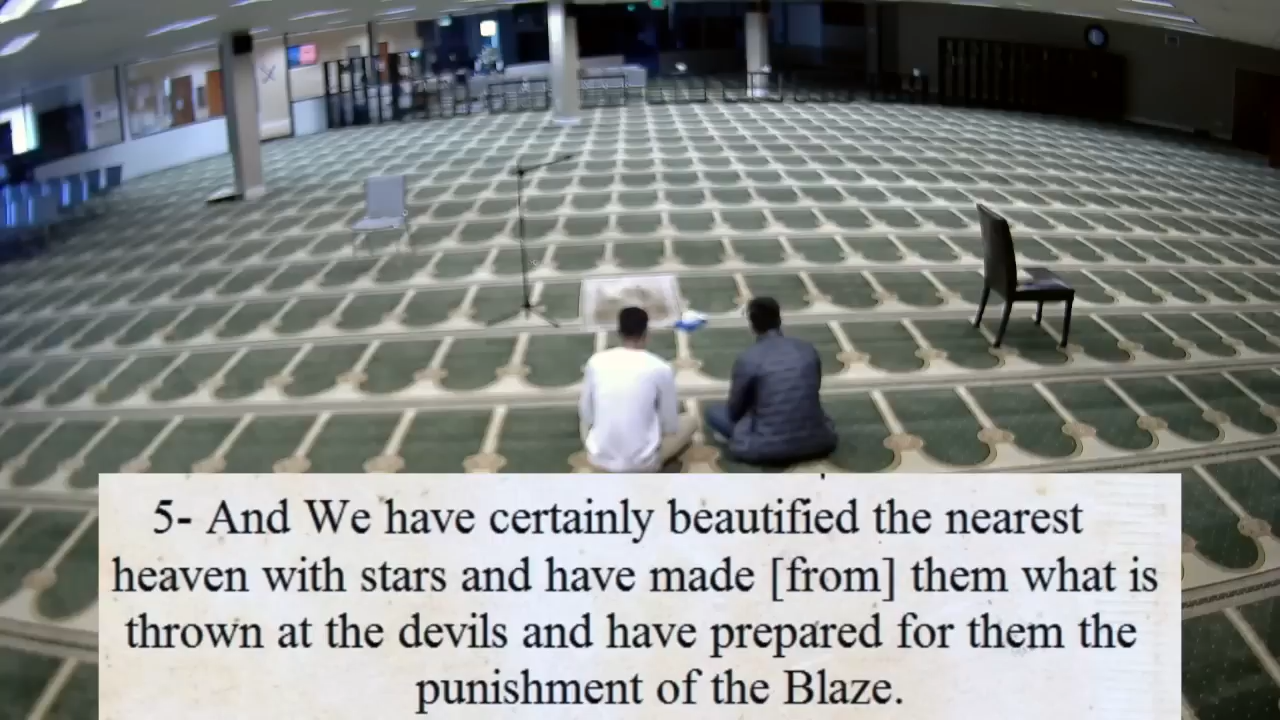 5- And We have certainly beautified the nearest
heaven with stars and have made [from] them what is
thrown at the devils and have prepared for them the
punishment of the Blaze.